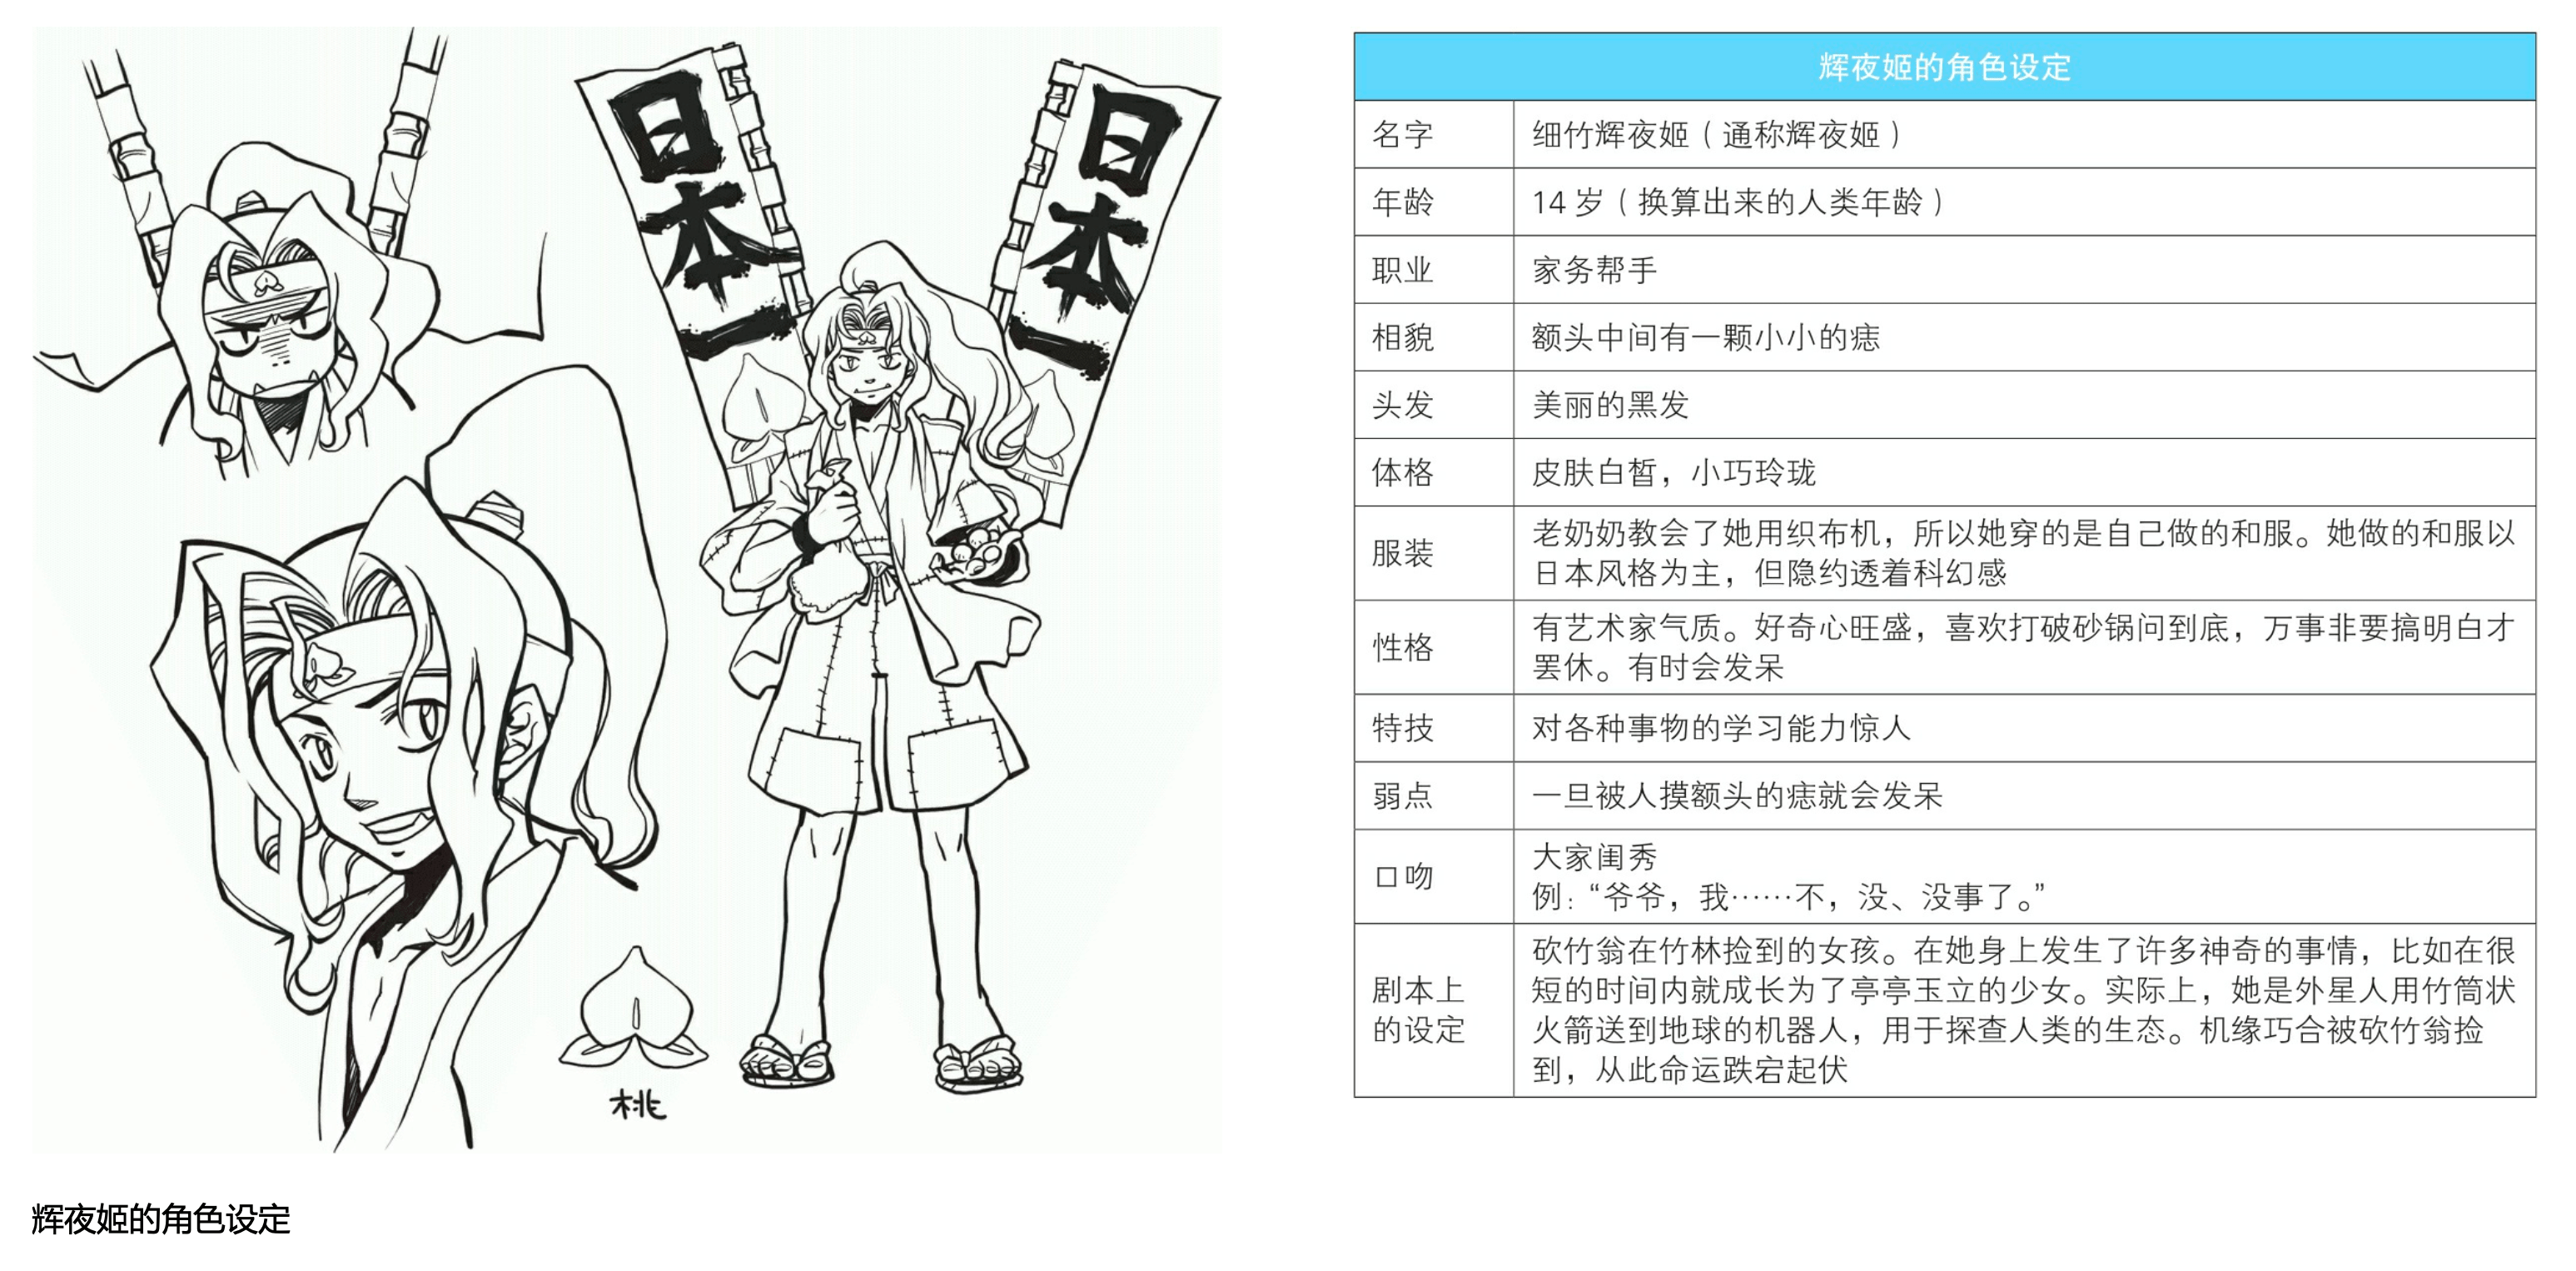 日本一
日本一
桃
辉夜姬的角色设定
辉夜姬的角色设定
名字 细竹辉夜姬（通称辉夜姬）
年龄 14 岁（换算出来的人类年龄）
职业 家务帮手
相貌 额头中间有一颗小小的痣
头发 美丽的黑发
体格 皮肤白皙，小巧玲珑
服装 老奶奶教会了她用织布机，所以她穿的是自己做的和服。她做的和服以
日本风格为主，但隐约透着科幻感
性格 有艺术家气质。好奇心旺盛，喜欢打破砂锅问到底，万事非要搞明白才
罢休。有时会发呆
特技 对各种事物的学习能力惊人
弱点 一旦被人摸额头的痣就会发呆
口吻 大家闺秀
例：“爷爷，我……不，没、没事了。”
剧本上
的设定
砍竹翁在竹林捡到的女孩。在她身上发生了许多神奇的事情，比如在很
短的时间内就成长为了亭亭玉立的少女。实际上，她是外星人用竹筒状
火箭送到地球的机器人，用于探查人类的生态。机缘巧合被砍竹翁捡
到，从此命运跌宕起伏